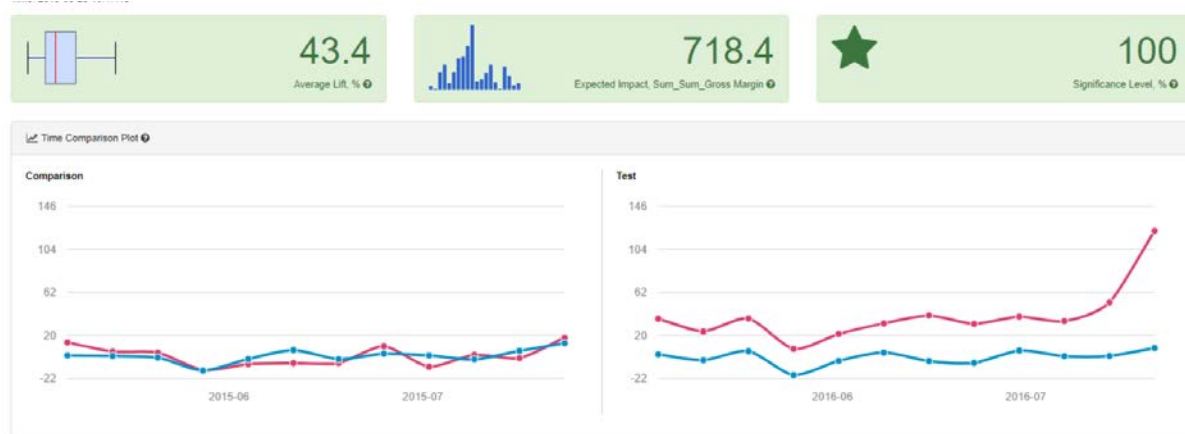 43.4
Average Lift, %
718.4
Expected Impact, Sum_Sum_Gross Margin
100
Significance Level, %
Time Comparison Plot
Comparison
146
104
62
20
-22
2015-06
2015-07
Test
146
104
62
20
-22
2016-06
2016-07